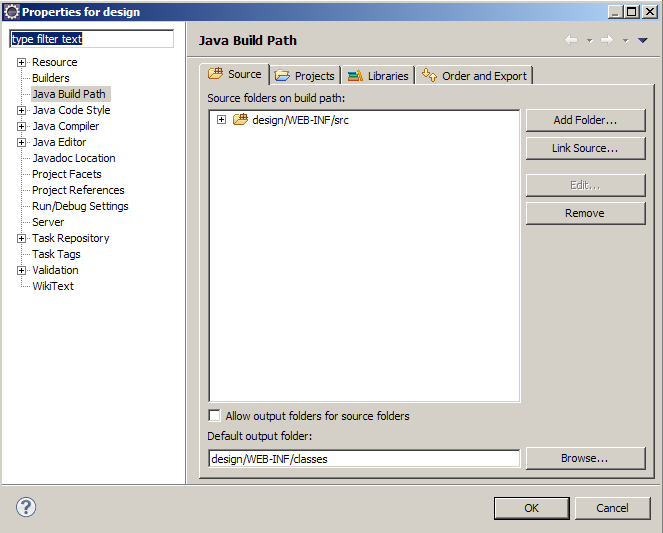 Properties for design
type filter text
Resource
Builders
Java Build Path
Java Code Style
Java Compiler
Java Editor
Javadoc Location
Project Facets
Project References
Run/Debug Settings
Server
Task Repository
Task Tags
Validation
WikiText
Java Build Path
Source
Projects
Libraries
Order and Export
Source folders on build path:
design/WEB-INF/src
Add Folder...
Link Source...
Edit...
Remove
Allow output folders for source folders
Default output folder:
design/WEB-INF/classes
Browse...
?
OK
Cancel